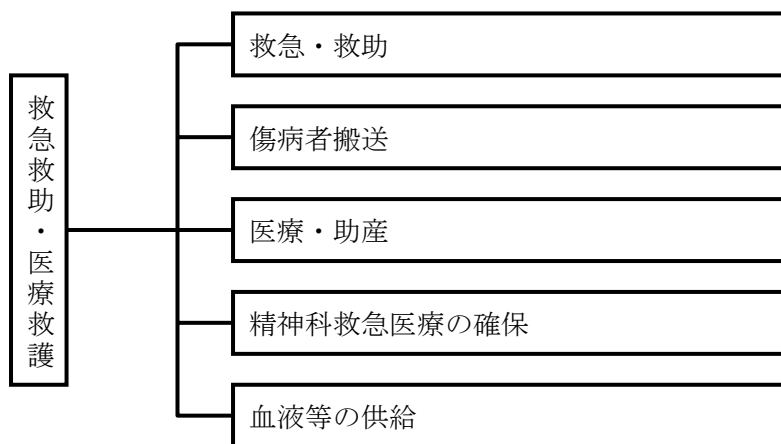 救急救助・医療救護
救急・救助
傷病者搬送
医療・助産
精神科救急医療の確保
血液等の供給